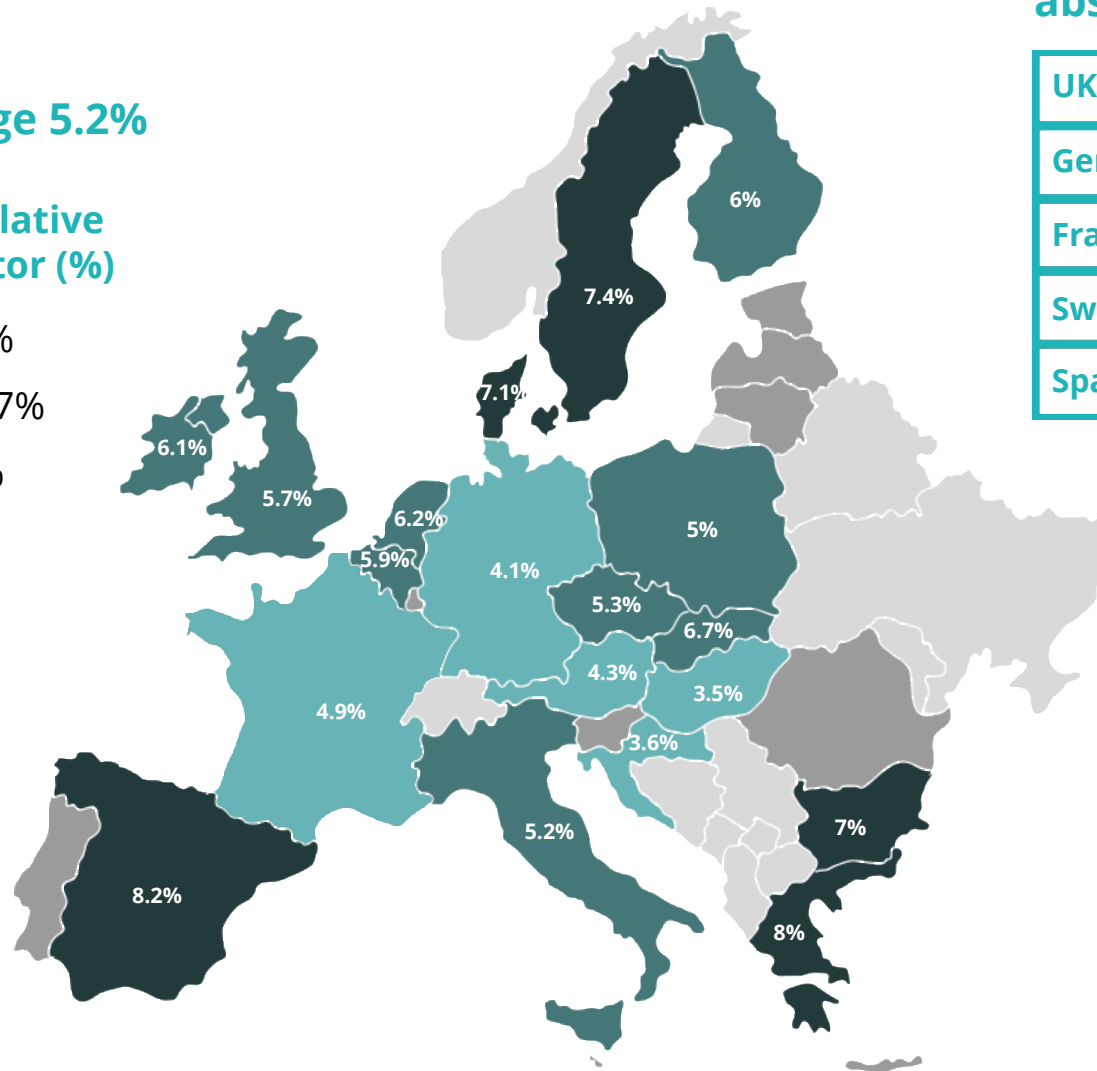 abs
ge 5.2%
lative
tor (%)
%
7%
UK
Ger
Fra
Sw
Spa
6%
7.4%
7.1%
6.1%
5.7%
6.2%
5.9%
4.1%
5%
5.3%
6.7%
4.3%
3.5%
4.9%
3.6%
5.2%
7%
8.2%
8%